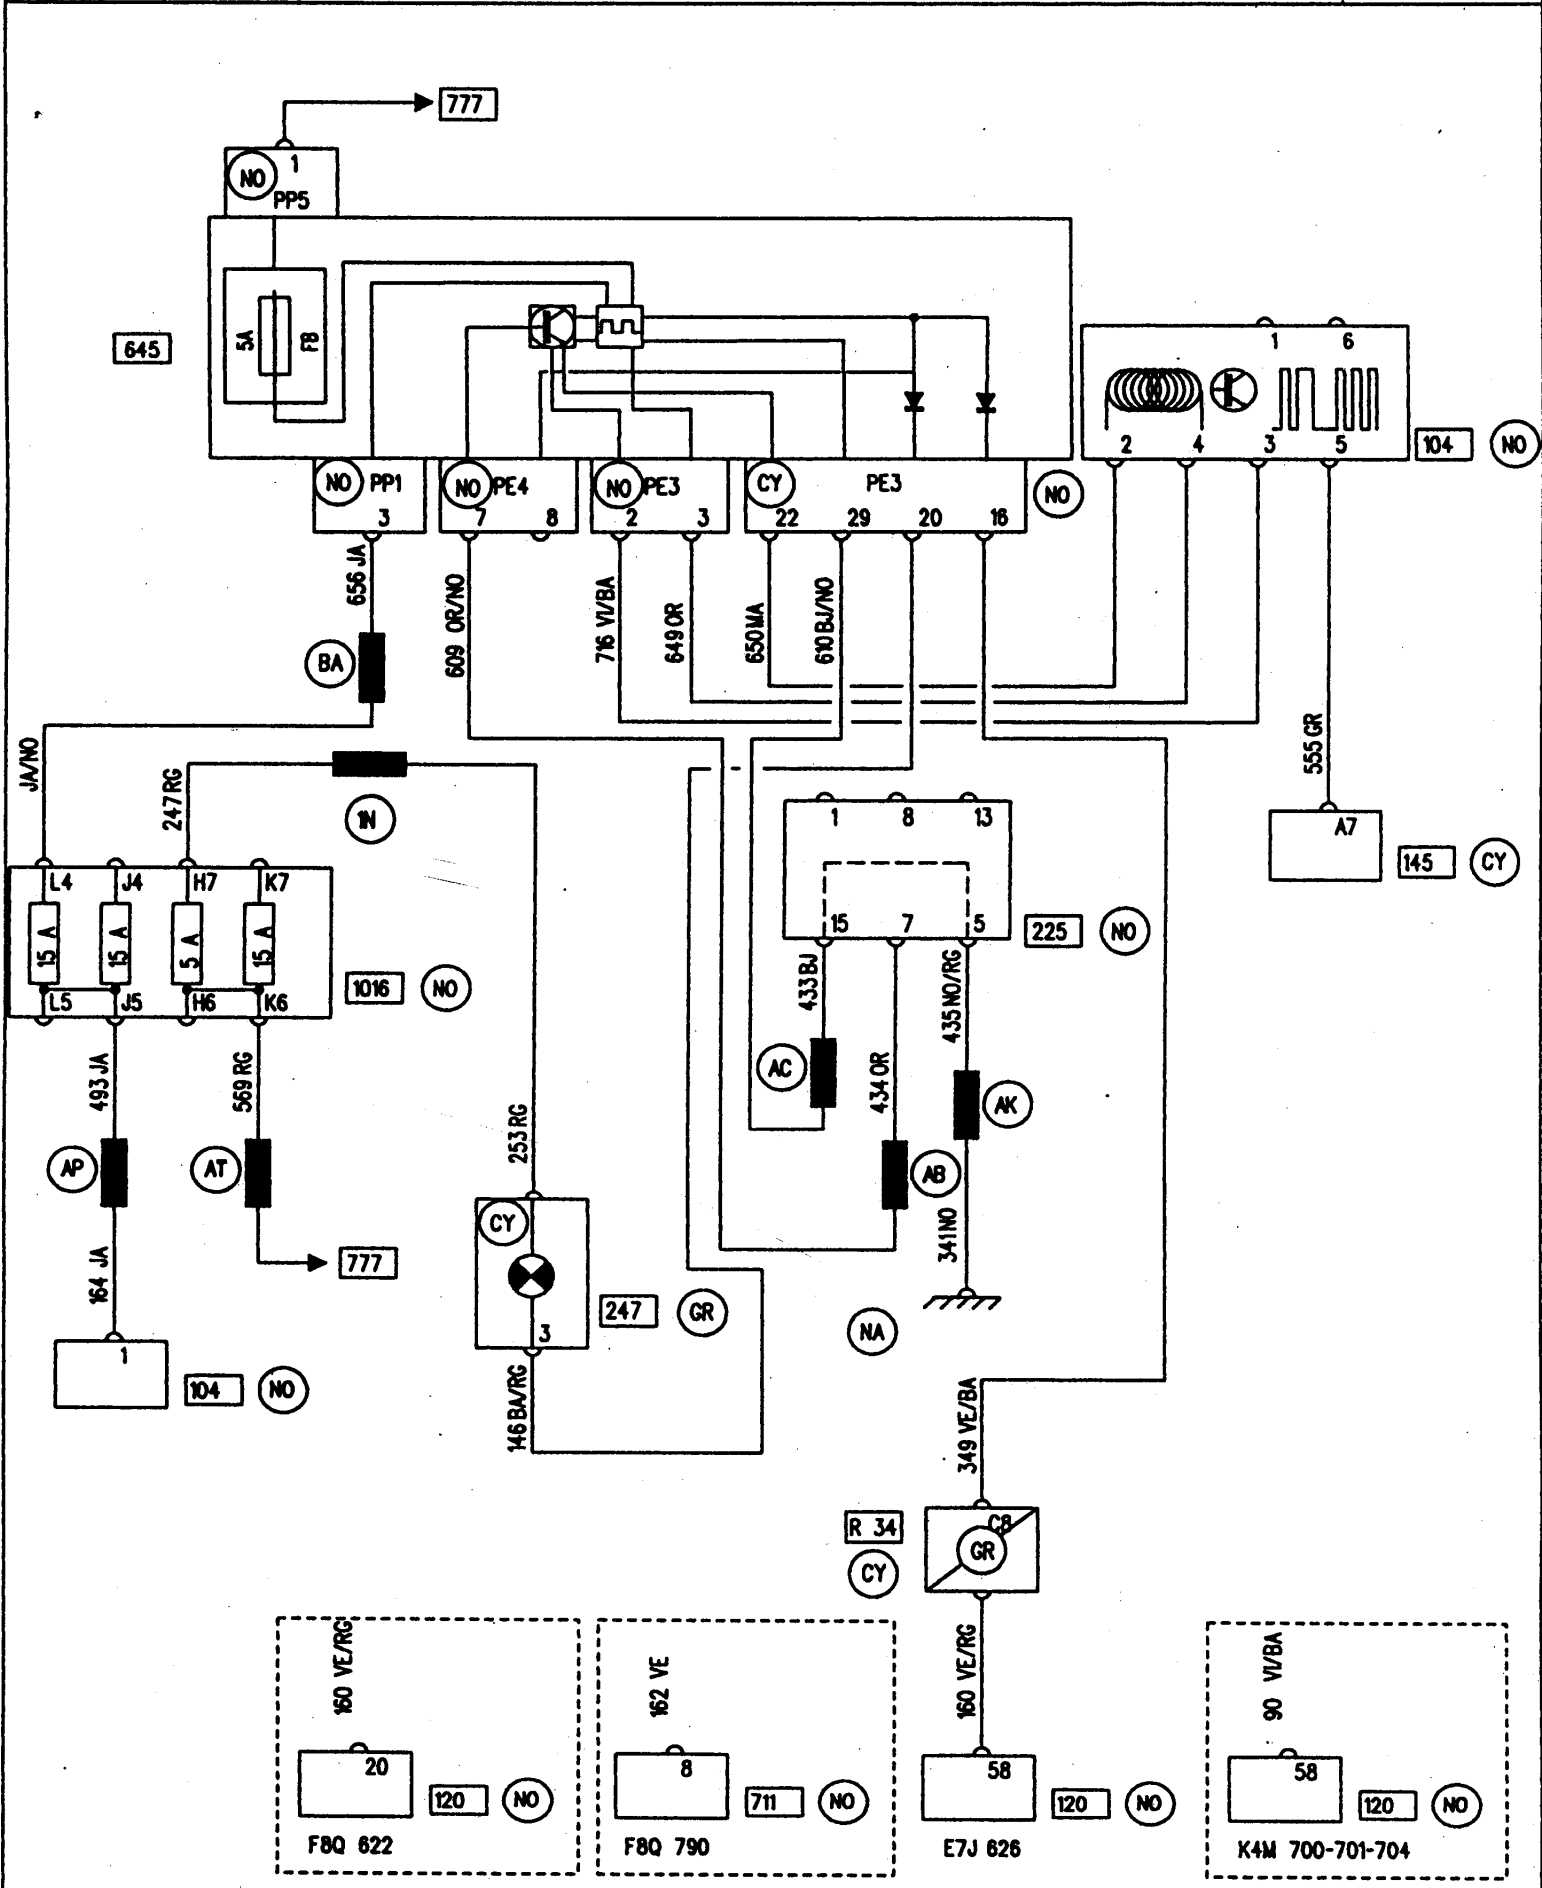 777
NO 1
PP5
5A F8
645
1 6
2 4 3 5
104 NO
NO PP1
3
NO PE4
7 8
NO PE3
2 3
CY PE3
22 29 20 16
NO
656 JA
609 OR/NO
716 VI/BA
649 OR
650 MA
610 BJ/NO
555 GR
BA
JA/NO
247 RG
1N
A7
145 CY
1 8 13
15 7 5
225 NO
L4 J4 H7 K7
15 A 15 A 5 A 15 A
L5 J5 H6 K6
1016 NO
493 JA
569 RG
253 RG
433 BJ
434 OR
435 NO/RG
AC
AK
AP
AT
AB
164 JA
777
341 NO
CY
3
247 GR
NA
1
104 NO
146 BA/RG
349 VE/BA
R 34
C8
GR
CY
160 VE/RG
162 VE
160 VE/RG
90 VI/BA
20
120 NO
F8Q 622
8
711 NO
F8Q 790
58
120 NO
E7J 626
58
120 NO
K4M 700-701-704